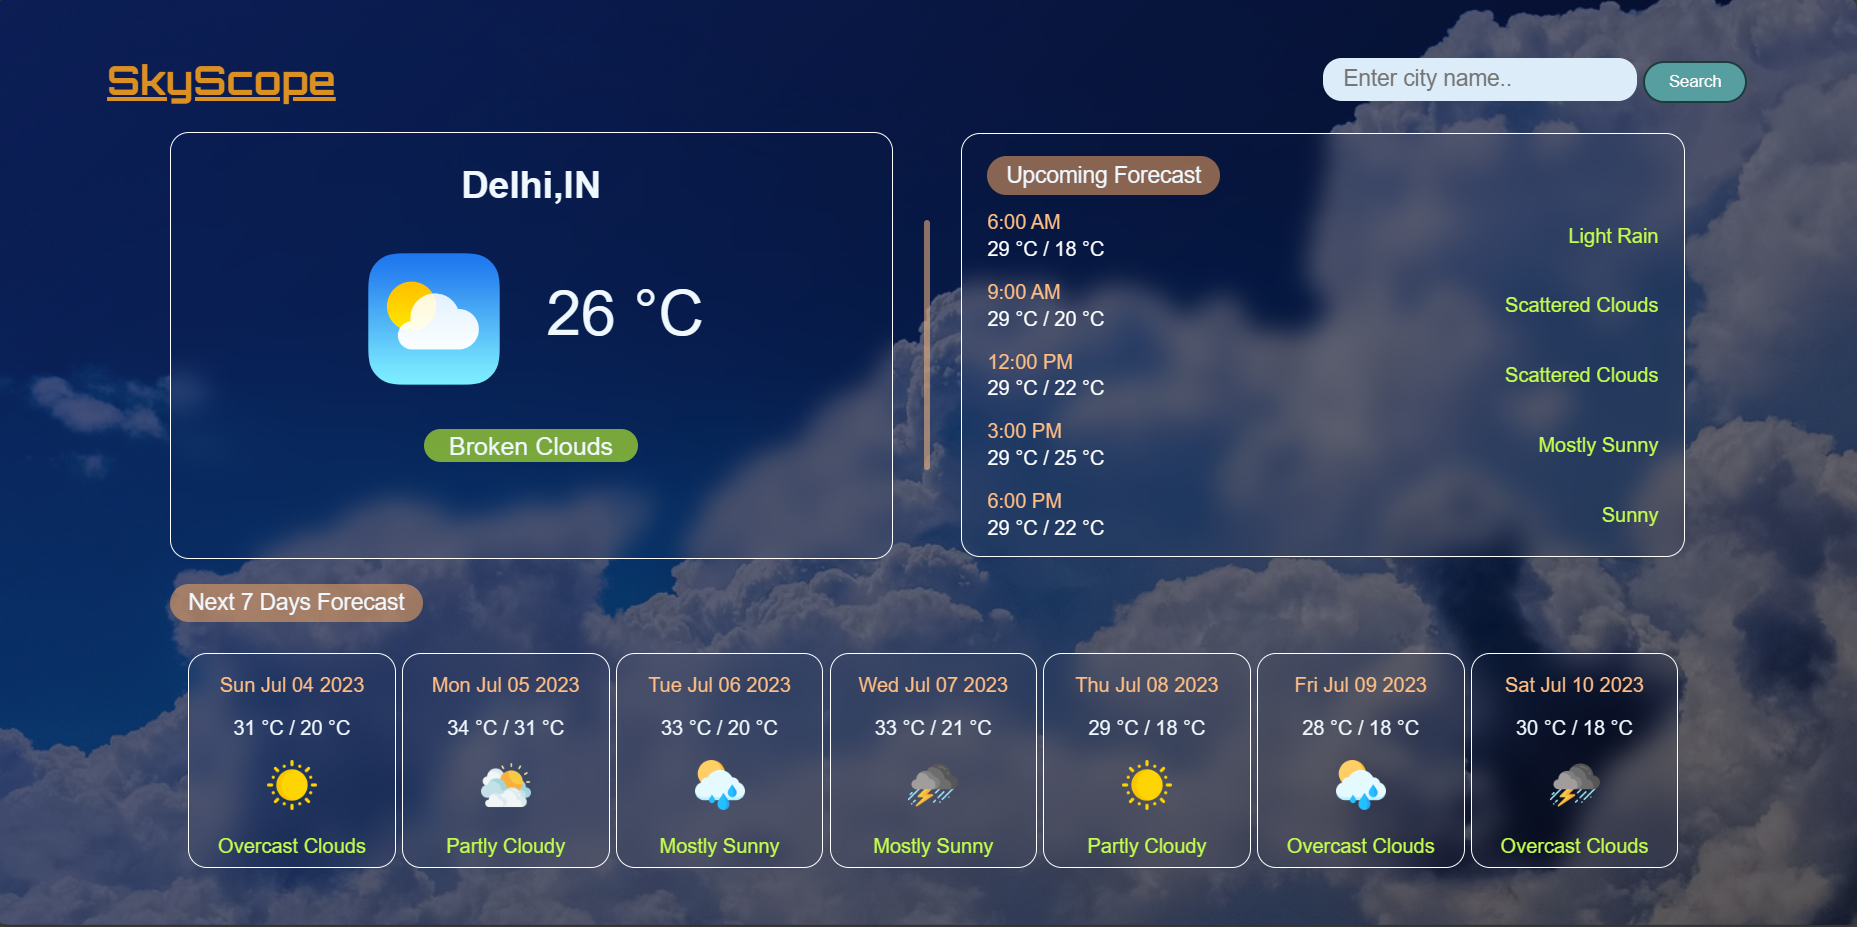 SkyScope
Enter city name..
Search
Delhi,IN
26 °C
Broken Clouds
Upcoming Forecast
6:00 AM
29 °C / 18 °C
Light Rain
9:00 AM
29 °C / 20 °C
Scattered Clouds
12:00 PM
29 °C / 22 °C
Scattered Clouds
3:00 PM
29 °C / 25 °C
Mostly Sunny
6:00 PM
29 °C / 22 °C
Sunny
Next 7 Days Forecast
Sun Jul 04 2023
31 °C / 20 °C
Overcast Clouds
Mon Jul 05 2023
34 °C / 31 °C
Partly Cloudy
Tue Jul 06 2023
33 °C / 20 °C
Mostly Sunny
Wed Jul 07 2023
33 °C / 21 °C
Mostly Sunny
Thu Jul 08 2023
29 °C / 18 °C
Partly Cloudy
Fri Jul 09 2023
28 °C / 18 °C
Overcast Clouds
Sat Jul 10 2023
30 °C / 18 °C
Overcast Clouds